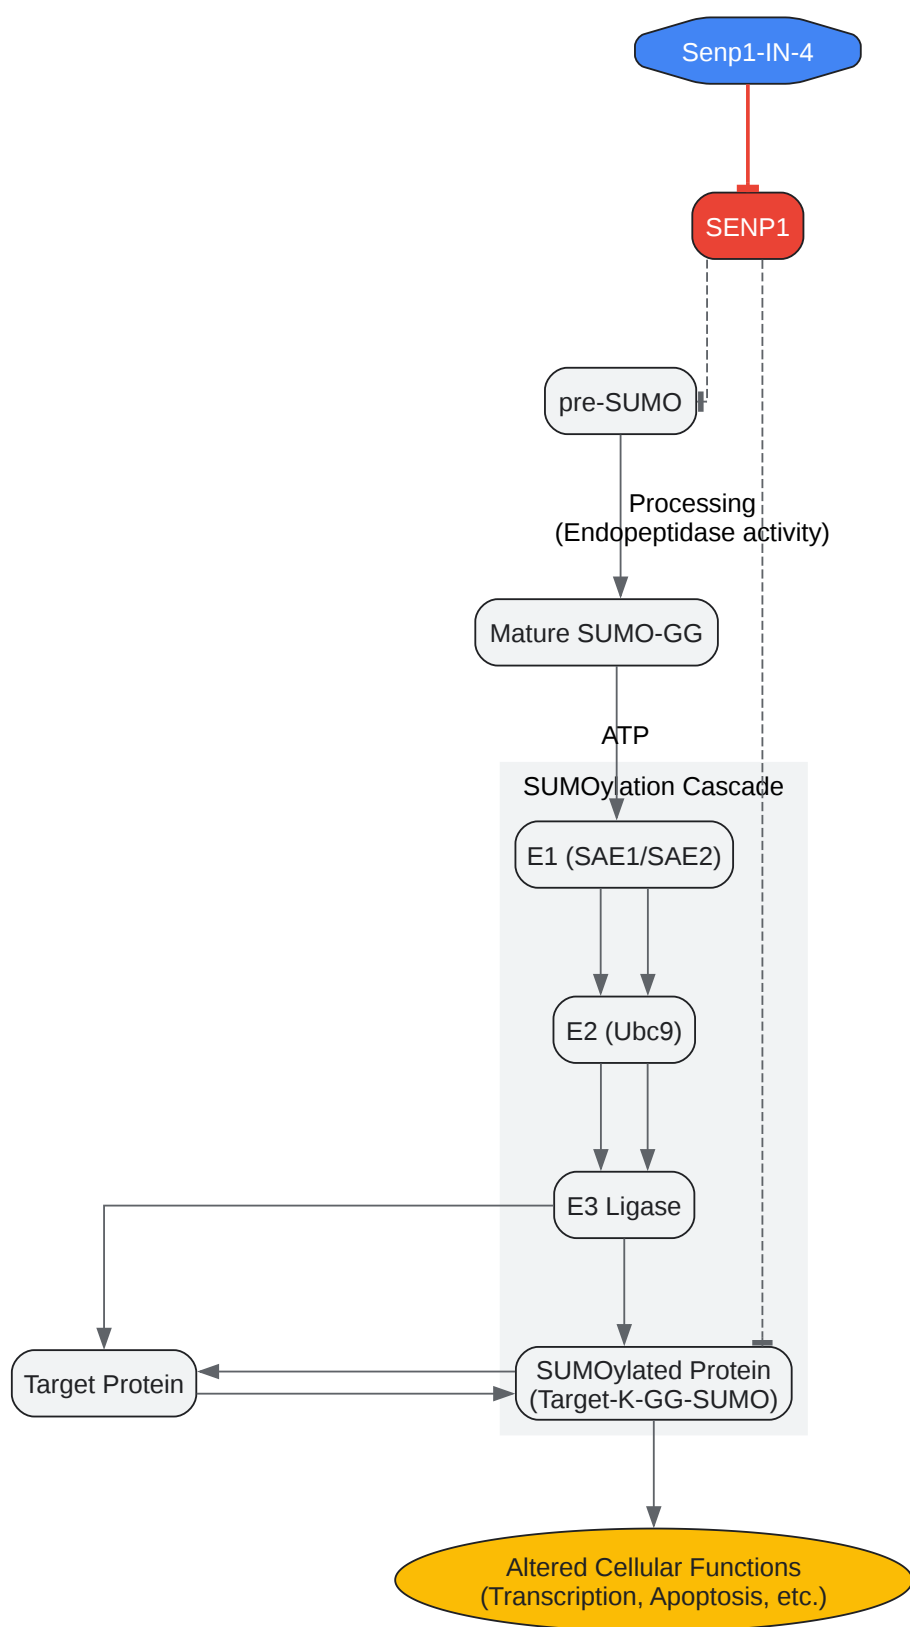 Senp1-IN-4
SENP1
pre-SUMO
Processing
(Endopeptidase activity)
Mature SUMO-GG
ATP
SUMOylation Cascade
E1 (SAE1/SAE2)
E2 (Ubc9)
E3 Ligase
Target Protein
SUMOylated Protein
(Target-K-GG-SUMO)
Altered Cellular Functions
(Transcription, Apoptosis, etc.)